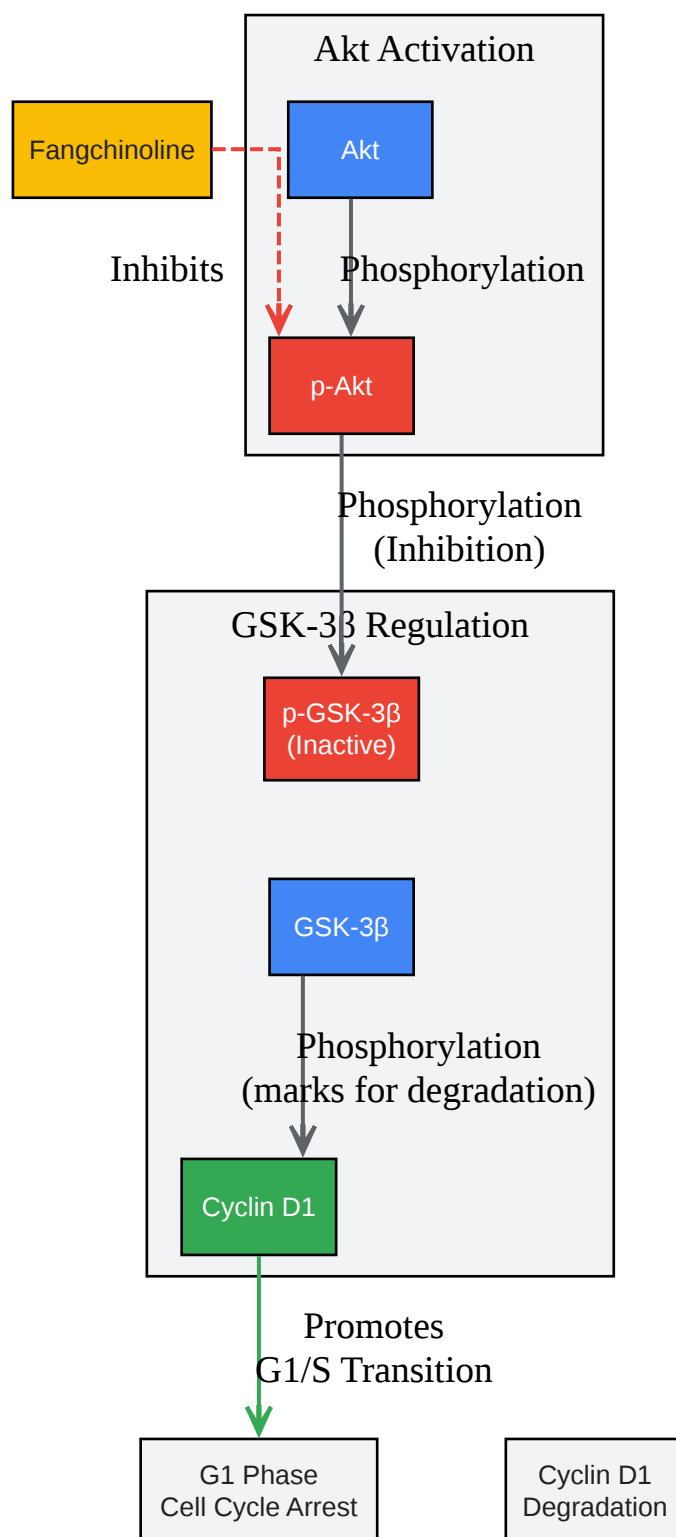 Akt Activation
Fangchinoline
Akt
Inhibits
Phosphorylation
p-Akt
Phosphorylation
(Inhibition)
GSK-3β Regulation
p-GSK-3β
(Inactive)
GSK-3β
Phosphorylation
(marks for degradation)
Cyclin D1
Promotes
G1/S Transition
G1 Phase
Cell Cycle Arrest
Cyclin D1
Degradation